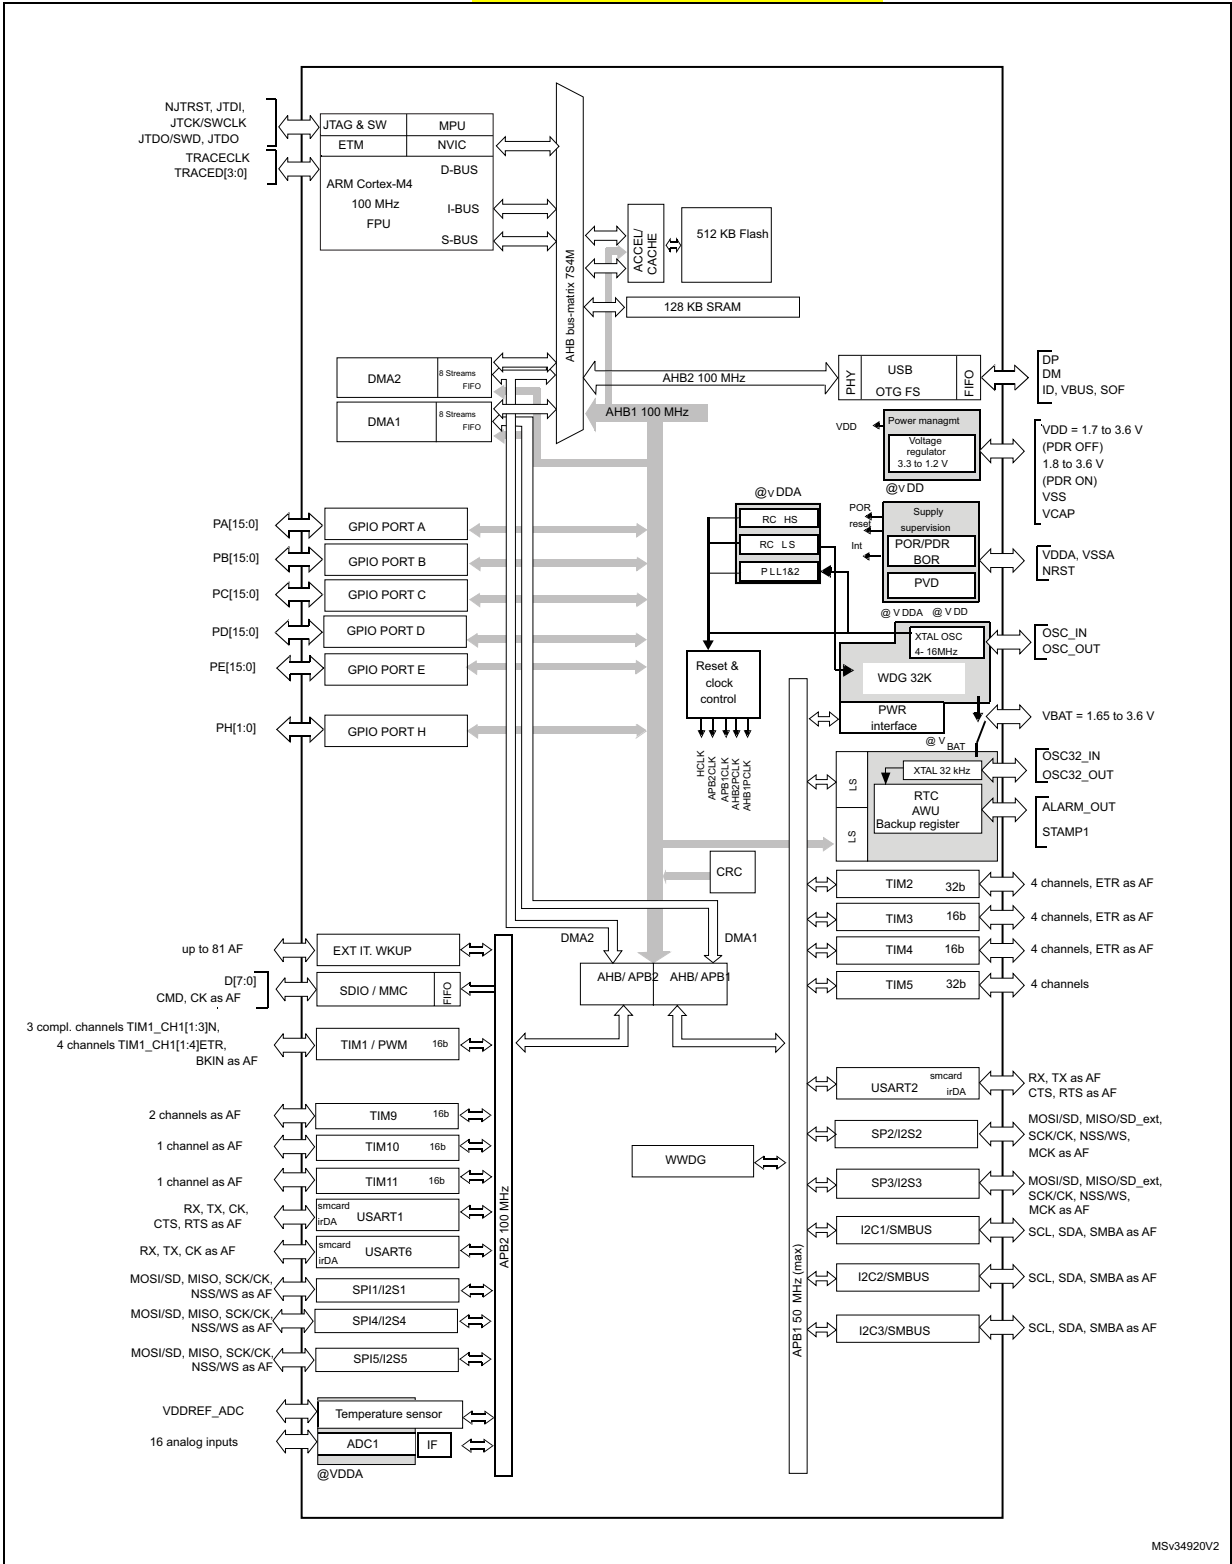 NJTRST, JTDI,
JTCK/SWCLK
JTDO/SWD, JTDO
TRACECLK
TRACED[3:0]
JTAG & SW
MPU
ETM
NVIC
D-BUS
ARM Cortex-M4
100 MHz
FPU
I-BUS
S-BUS
AHB bus-matrix 7S4M
ACCEL/
CACHE
512 KB Flash
128 KB SRAM
DMA2
8 Streams
FIFO
DMA1
8 Streams
FIFO
AHB2 100 MHz
AHB1 100 MHz
PHY
USB
OTG FS
FIFO
DP
DM
ID, VBUS, SOF
VDD
Power managmt
Voltage
regulator
3.3 to 1.2 V
@VDD
VDD = 1.7 to 3.6 V
(PDR OFF)
1.8 to 3.6 V
(PDR ON)
VSS
VCAP
@VDDA
RC HS
RC LS
PLL1&2
POR
reset
Int
Supply
supervision
POR/PDR
BOR
PVD
@VDDA @VDD
VDDA, VSSA
NRST
PA[15:0]
GPIO PORT A
PB[15:0]
GPIO PORT B
PC[15:0]
GPIO PORT C
PD[15:0]
GPIO PORT D
PE[15:0]
GPIO PORT E
PH[1:0]
GPIO PORT H
XTAL OSC
4- 16MHz
WDG 32K
PWR
interface
OSC_IN
OSC_OUT
Reset &
clock
control
HCLK
APB2CLK
APB1CLK
AHB2PCLK
AHB1PCLK
VBAT = 1.65 to 3.6 V
@VBAT
LS
LS
XTAL 32 kHz
RTC
AWU
Backup register
OSC32_IN
OSC32_OUT
ALARM_OUT
STAMP1
CRC
DMA2
DMA1
AHB/ APB2
AHB/ APB1
TIM2 32b
4 channels, ETR as AF
TIM3 16b
4 channels, ETR as AF
TIM4 16b
4 channels, ETR as AF
TIM5 32b
4 channels
up to 81 AF
EXT IT. WKUP
D[7:0]
CMD, CK as AF
SDIO / MMC
FIFO
3 compl. channels TIM1_CH1[1:3]N,
4 channels TIM1_CH1[1:4]ETR,
BKIN as AF
TIM1 / PWM 16b
2 channels as AF
TIM9 16b
1 channel as AF
TIM10 16b
1 channel as AF
TIM11 16b
RX, TX, CK,
CTS, RTS as AF
smcard
irDA
USART1
RX, TX, CK as AF
smcard
irDA
USART6
MOSI/SD, MISO, SCK/CK,
NSS/WS as AF
SPI1/I2S1
MOSI/SD, MISO, SCK/CK,
NSS/WS as AF
SPI4/I2S4
MOSI/SD, MISO, SCK/CK,
NSS/WS as AF
SPI5/I2S5
VDDREF_ADC
Temperature sensor
16 analog inputs
ADC1
IF
@VDDA
APB2 100 MHz
WWDG
APB1 50 MHz (max)
USART2
smcard
irDA
RX, TX as AF
CTS, RTS as AF
SP2/I2S2
MOSI/SD, MISO/SD_ext,
SCK/CK, NSS/WS,
MCK as AF
SP3/I2S3
MOSI/SD, MISO/SD_ext,
SCK/CK, NSS/WS,
MCK as AF
I2C1/SMBUS
SCL, SDA, SMBA as AF
I2C2/SMBUS
SCL, SDA, SMBA as AF
I2C3/SMBUS
SCL, SDA, SMBA as AF
MSv34920V2